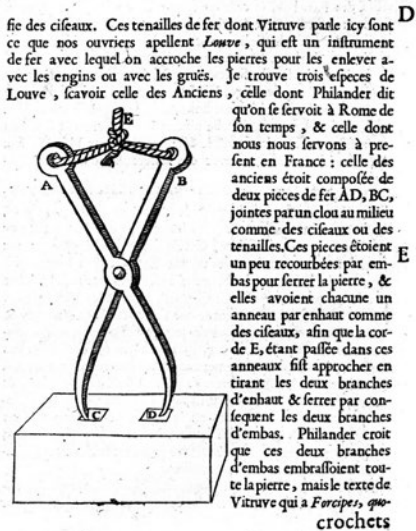 D
fie des ciſeaux. Ces tenailles de fer dont Vitruve parle icy ſont
ce que nos ouvriers apellent Louve, qui eſt un inſtrument
de fer avec lequel on accroche les pierres pour les enlever a-
vec les engins ou avec les gruës. Je trouve trois eſpeces de
Louve, ſcavoir celle des Anciens, celle dont Philander dit
qu'on ſe ſervoit à Rome de
ſon temps, & celle dont
nous nous ſervons à pre-
ſent en France : celle des
anciens étoit compoſée de
deux pieces de fer AD, BC,
jointes par un clou au milieu
comme des ciſeaux ou des
tenailles. Ces pieces êtoient
E
un peu recourbées par em-
bas pour ſerrer la pierre, &
elles avoient chacune un
anneau par enhaut comme
des ciſeaux, afin que la cor-
de E, étant paſſée dans ces
anneaux fiſt approcher en
tirant les deux branches
d'enhaut & ſerrer par con-
ſequent les deux branches
d'embas. Philander croit
que ces deux branches
d'embas embraſſoient tou-
te la pierre, mais le texte de
Vitruve qui a Forcipes, quo-
crochets
E
A
B
C
D